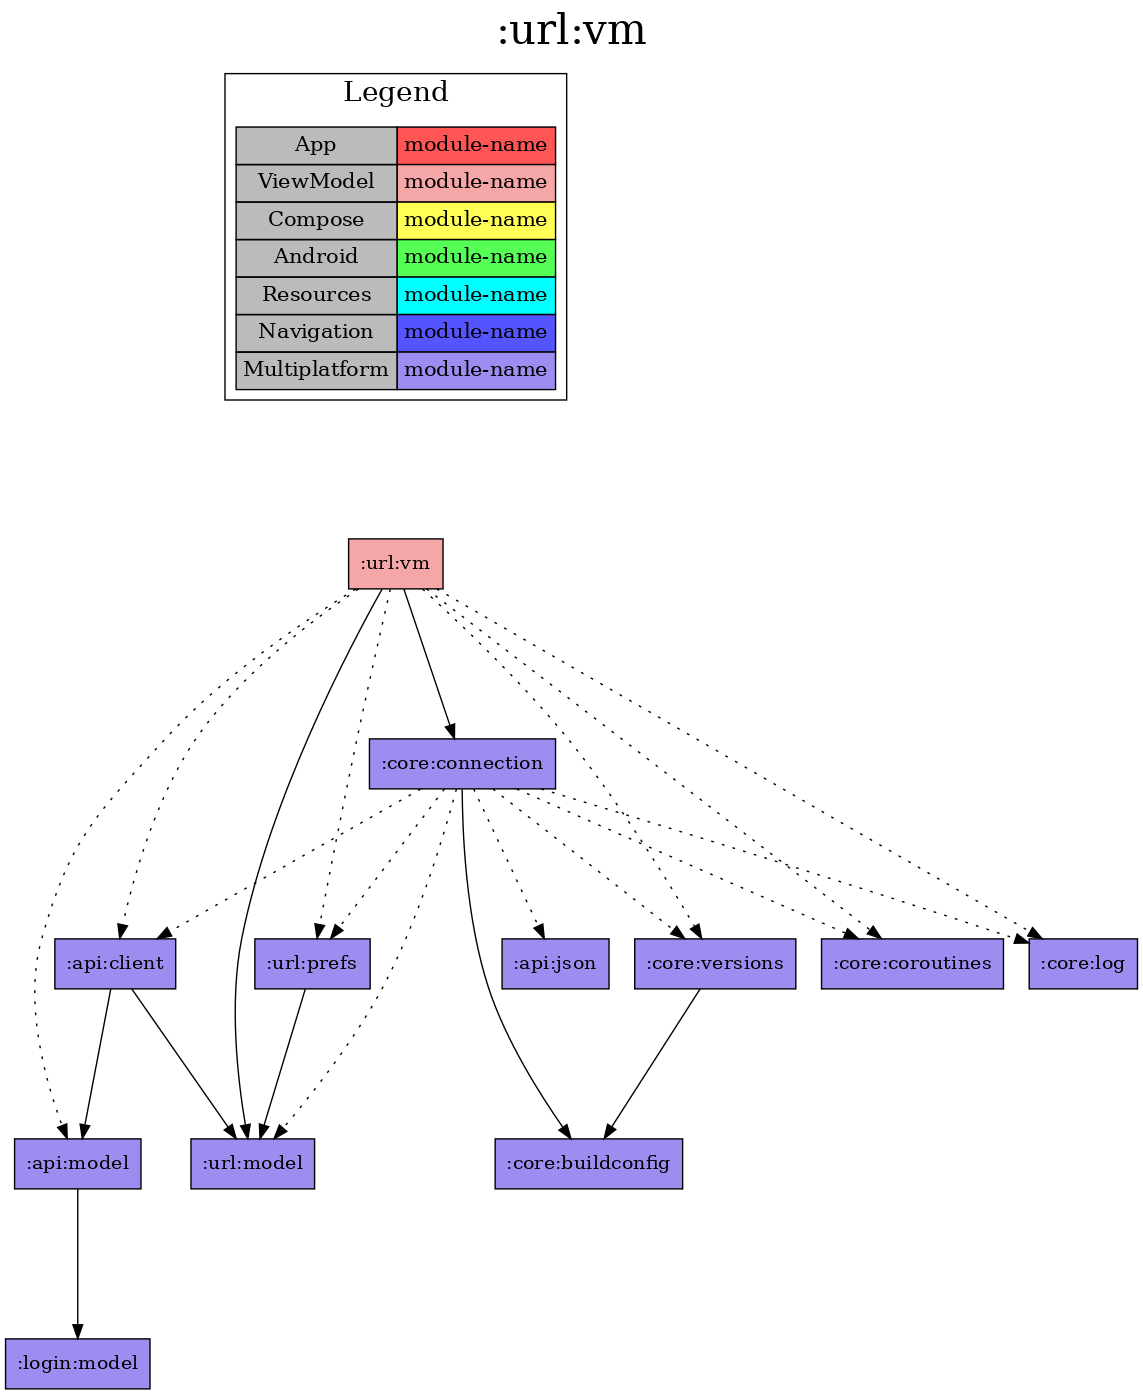 :url:vm
Legend
App module-name
ViewModel module-name
Compose module-name
Android module-name
Resources module-name
Navigation module-name
Multiplatform module-name
:url:vm
:core:connection
:api:client :url:prefs :api:json :core:versions :core:coroutines :core:log
:api:model :url:model :core:buildconfig
:login:model